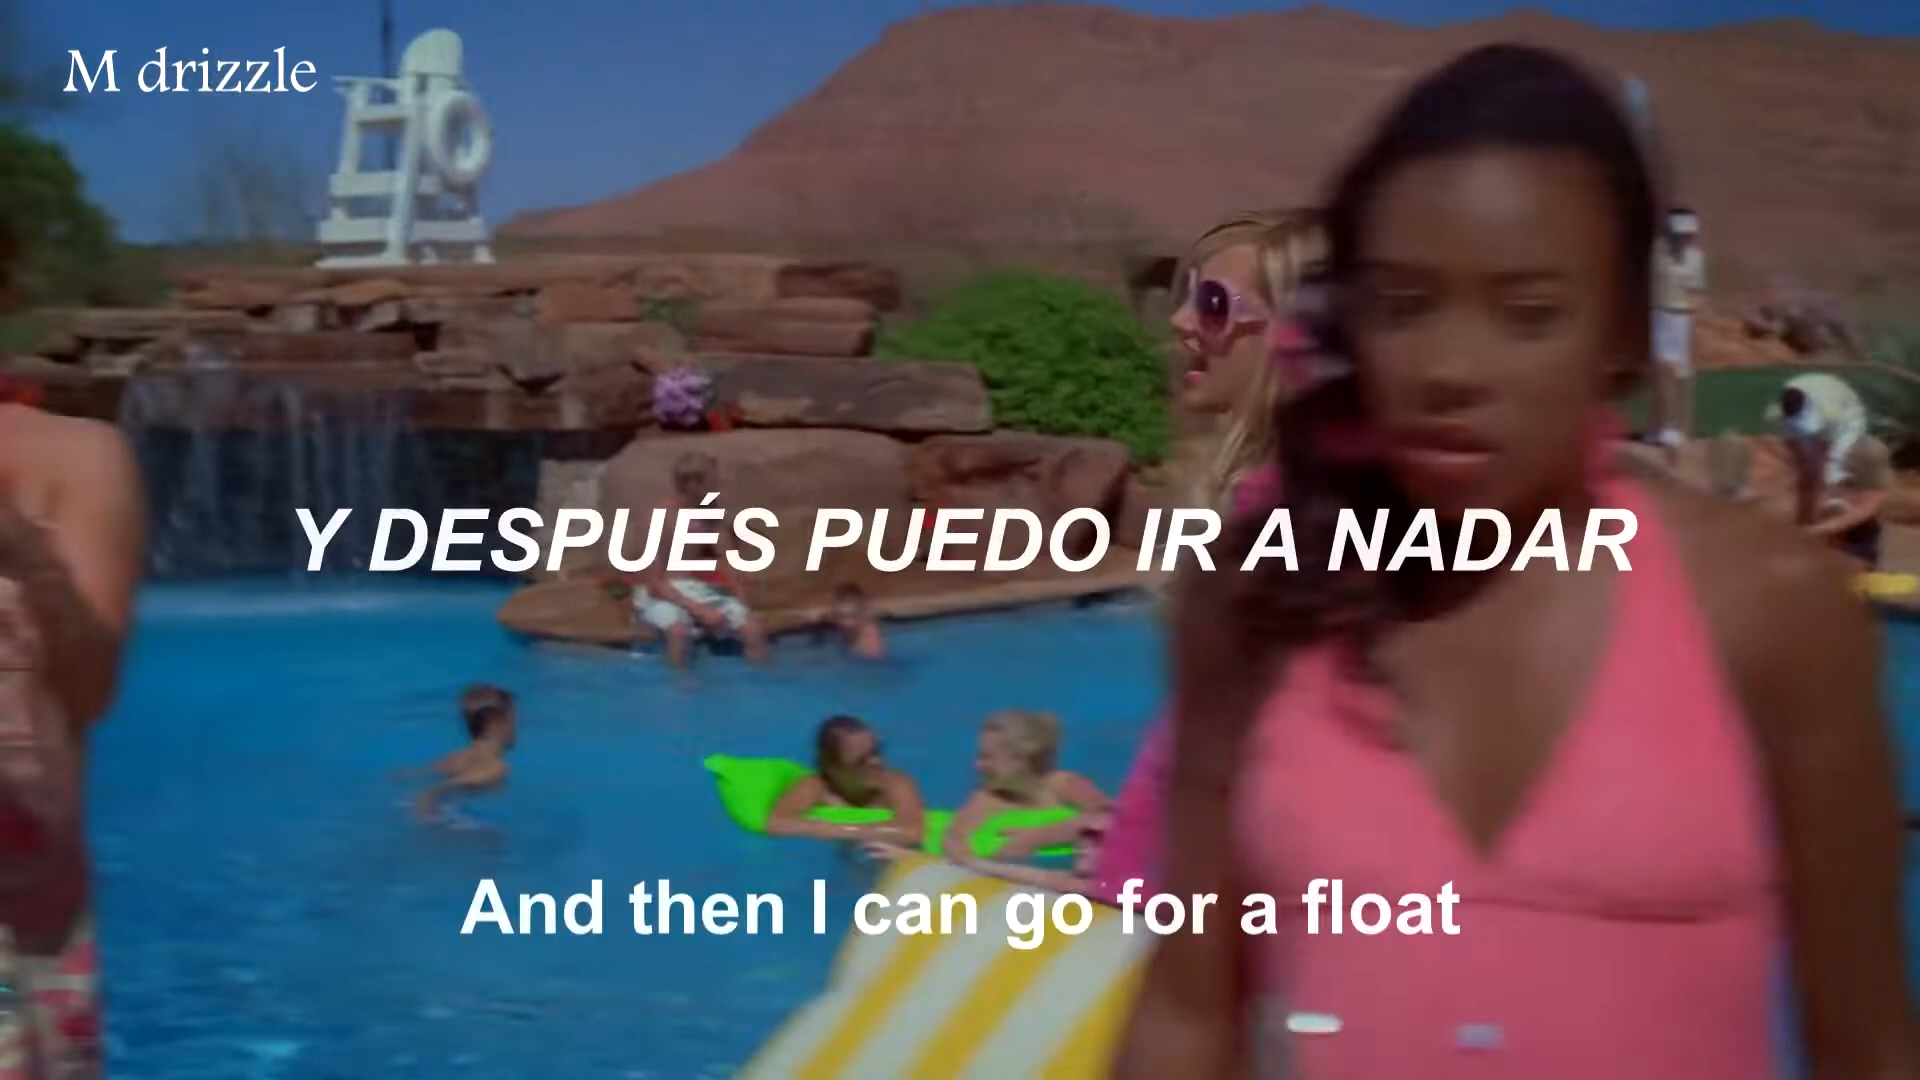 M drizzle
Y DESPUÉS PUEDO IR A NADAR
And then I can go for a float